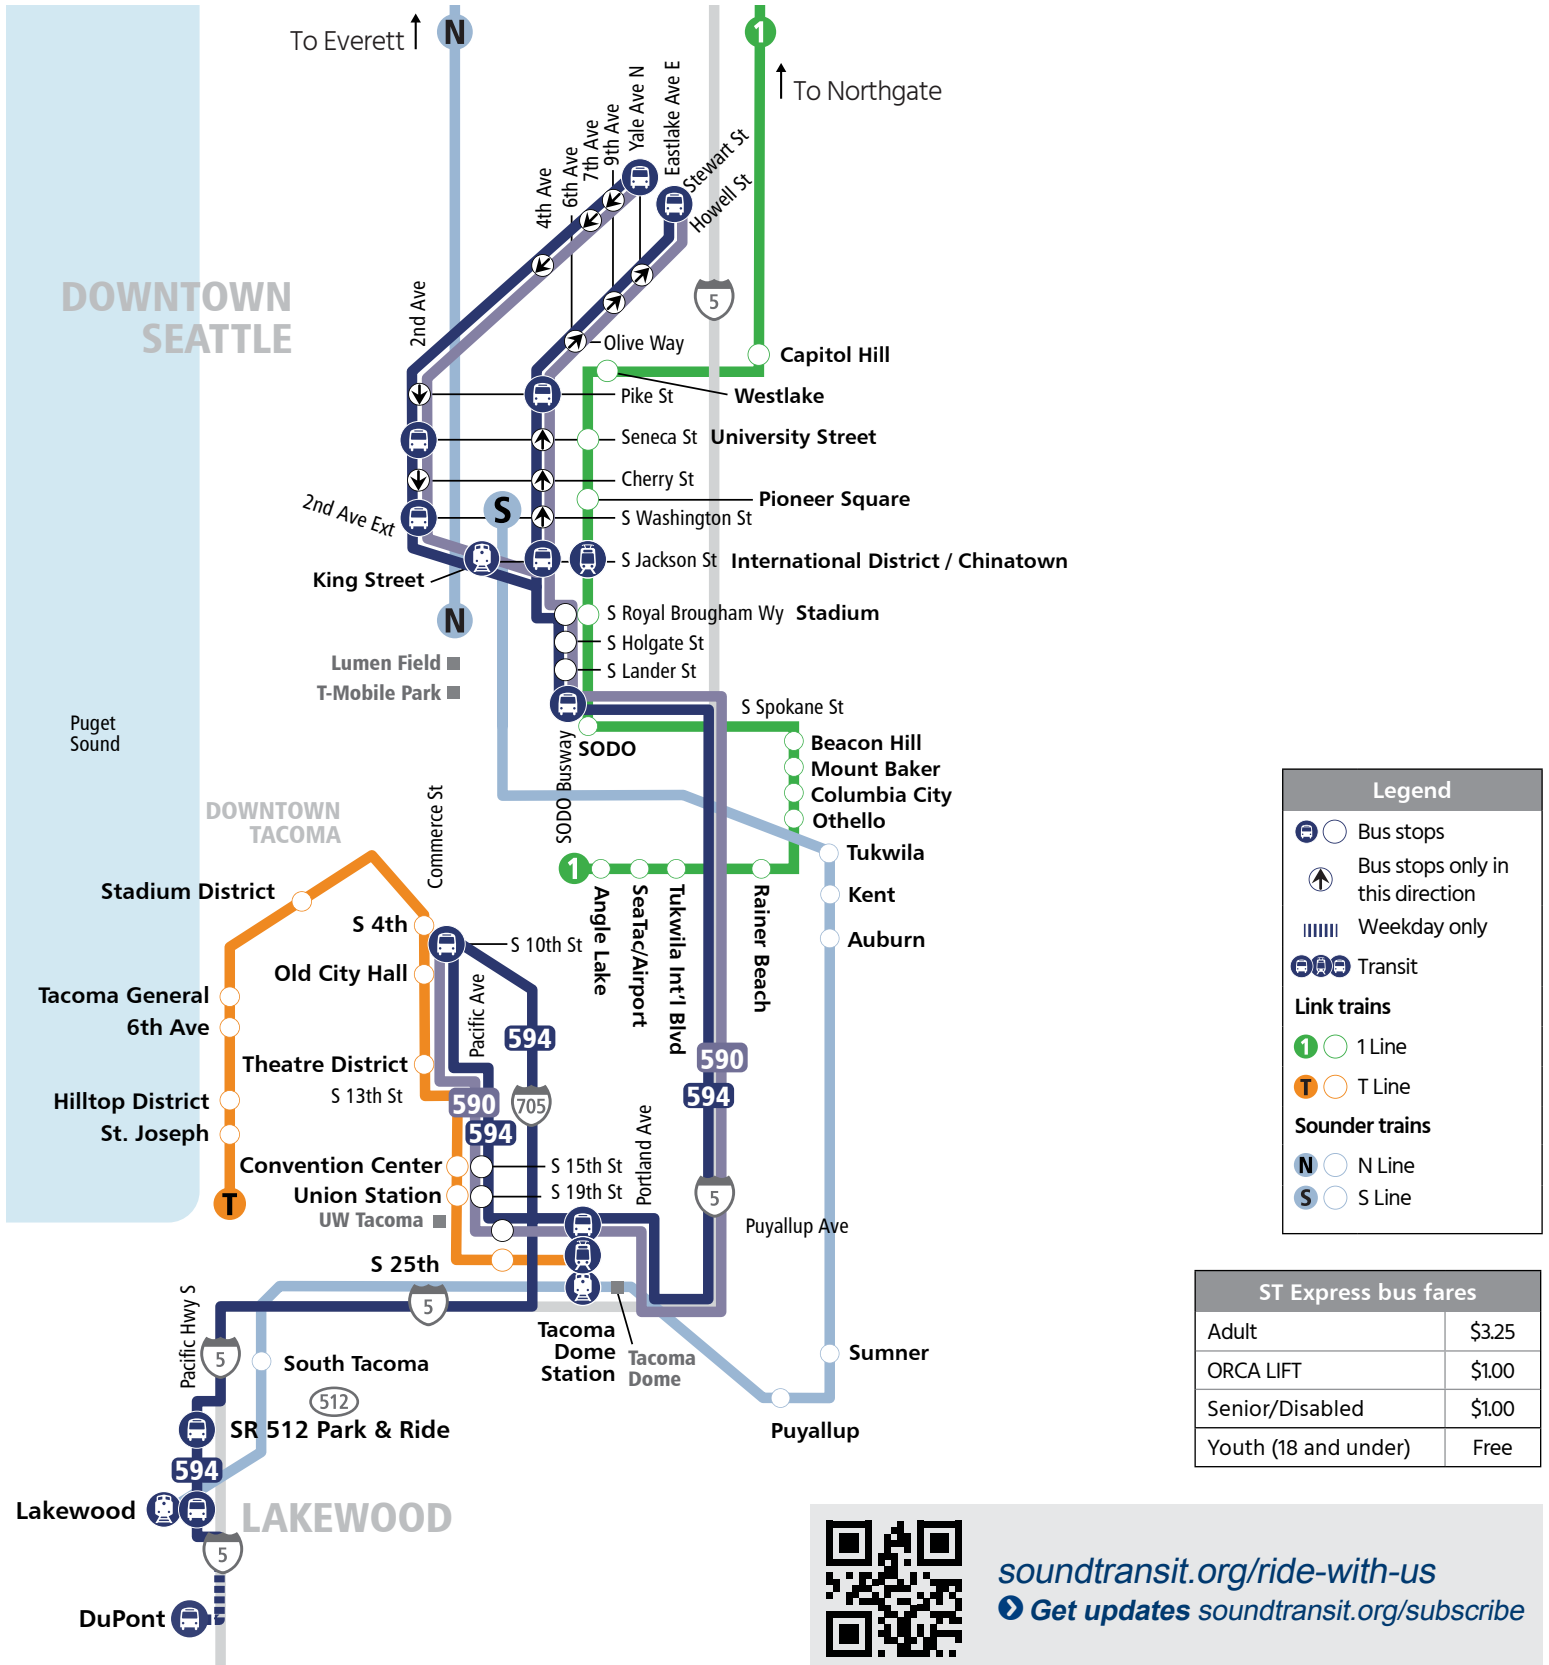 To Everett
N
1
To Northgate
4th Ave
6th Ave
7th Ave
9th Ave
Yale Ave N
Eastlake Ave E
Stewart St
Howell St
DOWNTOWN
SEATTLE
2nd Ave
5
Olive Way
Capitol Hill
Pike St
Westlake
Seneca St University Street
Cherry St
Pioneer Square
2nd Ave Ext
S
S Washington St
S Jackson St International District / Chinatown
King Street
N
S Royal Brougham Wy Stadium
S Holgate St
Lumen Field
S Lander St
T-Mobile Park
S Spokane St
Puget
Sound
SODO
SODO Busway
Beacon Hill
Mount Baker
Columbia City
Othello
DOWNTOWN
TACOMA
Commerce St
Tukwila
1
Angle Lake
SeaTac/Airport
Tukwila Int'l Blvd
Rainer Beach
Kent
Auburn
Stadium District
S 4th
S 10th St
Old City Hall
Tacoma General
6th Ave
Pacific Ave
594
590
594
Theatre District
S 13th St
590
705
594
Hilltop District
St. Joseph
Portland Ave
Convention Center
S 15th St
Union Station
S 19th St
T
UW Tacoma
5
Puyallup Ave
S 25th
Pacific Hwy S
5
5
Tacoma
Dome
Station
Tacoma
Dome
South Tacoma
Sumner
512
SR 512 Park & Ride
Puyallup
594
Lakewood
LAKEWOOD
5
DuPont
Legend
Bus stops
Bus stops only in
this direction
Weekday only
Transit
Link trains
1 1 Line
T T Line
Sounder trains
N N Line
S S Line
ST Express bus fares
Adult $3.25
ORCA LIFT $1.00
Senior/Disabled $1.00
Youth (18 and under) Free
soundtransit.org/ride-with-us
Get updates soundtransit.org/subscribe